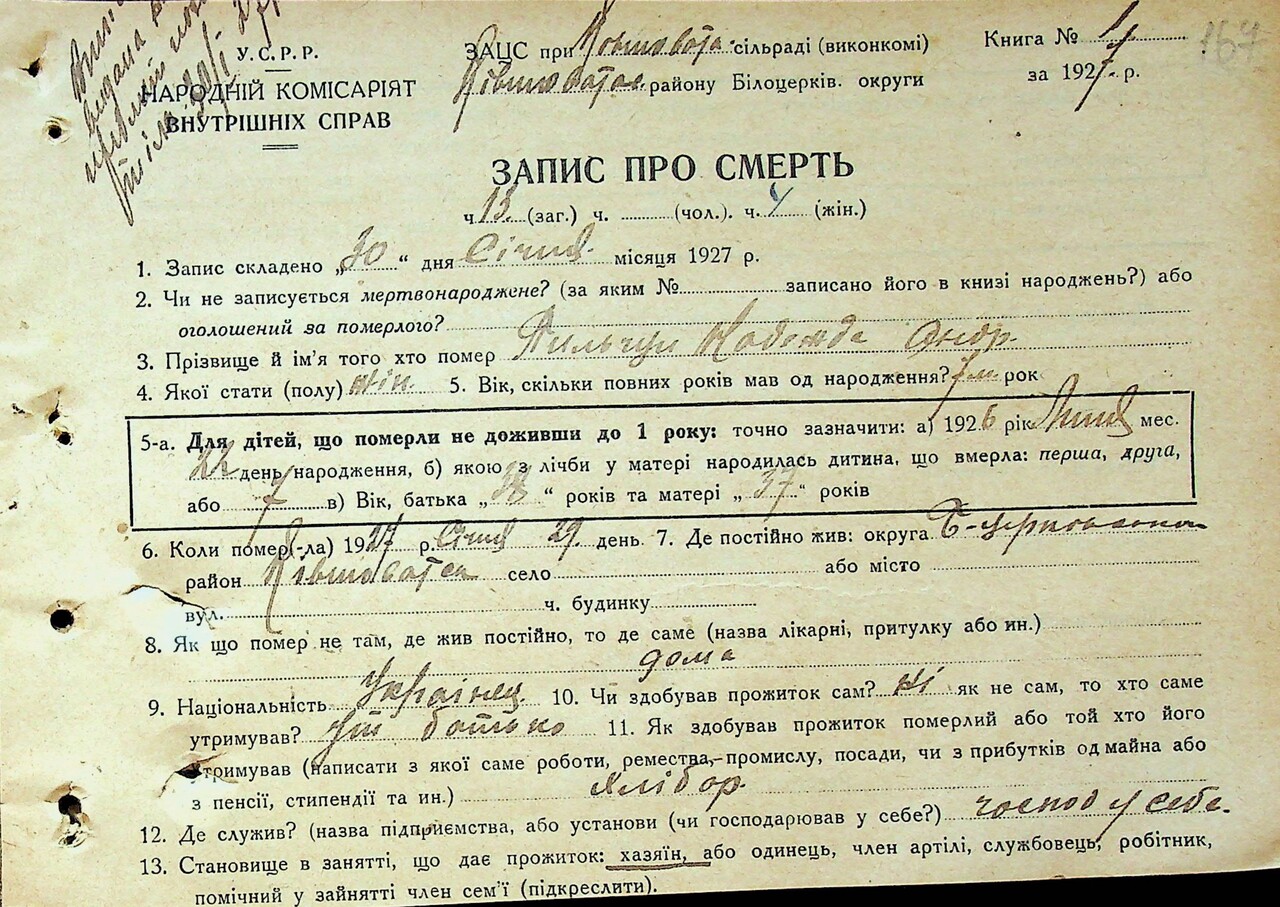 У.С.Р.Р.
НАРОДНІЙ КОМІСАРІЯТ
ВНУТРІШНІХ СПРАВ
ЗАЦС при Ківшовата сільраді (виконкомі)
Ківшоватск. району Білоцерків. округи
Книга № 1
за 1927 р.
167
ЗАПИС ПРО СМЕРТЬ
ч. 13 (заг.) ч. (чол.). ч. 4 (жін.)
1. Запис складено „30“ дня Січня місяця 1927 р.
2. Чи не записується мертвонароджене? (за яким № записано його в книзі народжень?) або
оголошений за померлого?
3. Прізвище й ім'я того хто помер Надежда Андр.
4. Якої стати (полу) жін. 5. Вік, скільки повних років мав од народження? 7 м. рок
5-а. Для дітей, що померли не доживши до 1 року: точно зазначити: а) 1926 рік мес.
22 день народження, б) якою з лічби у матері народилась дитина, що вмерла: перша, друга,
або 7 в) Вік, батька „38“ років та матері „37“ років
6. Коли помер(-ла) 1927 р. Січня 29 день 7. Де постійно жив: округа Б-церковська
район Ківшоватск село або місто
вул. ч. будинку
8. Як що помер не там, де жив постійно, то де саме (назва лікарні, притулку або ин.)
дома
9. Національність Українец 10. Чи здобував прожиток сам? ні як не сам, то хто саме
утримував? батько 11. Як здобував прожиток померлий або той хто його
утримував (написати з якої саме роботи, ремества, промислу, посади, чи з прибутків од майна або
з пенсії, стипендії та ин.) хлібор.
12. Де служив? (назва підприємства, або установи (чи господарював у себе?) господ у себе.
13. Становище в занятті, що дає прожиток: хазяїн, або одинець, член артілі, службовець, робітник,
помічний у зайнятті член сем'ї (підкреслити).